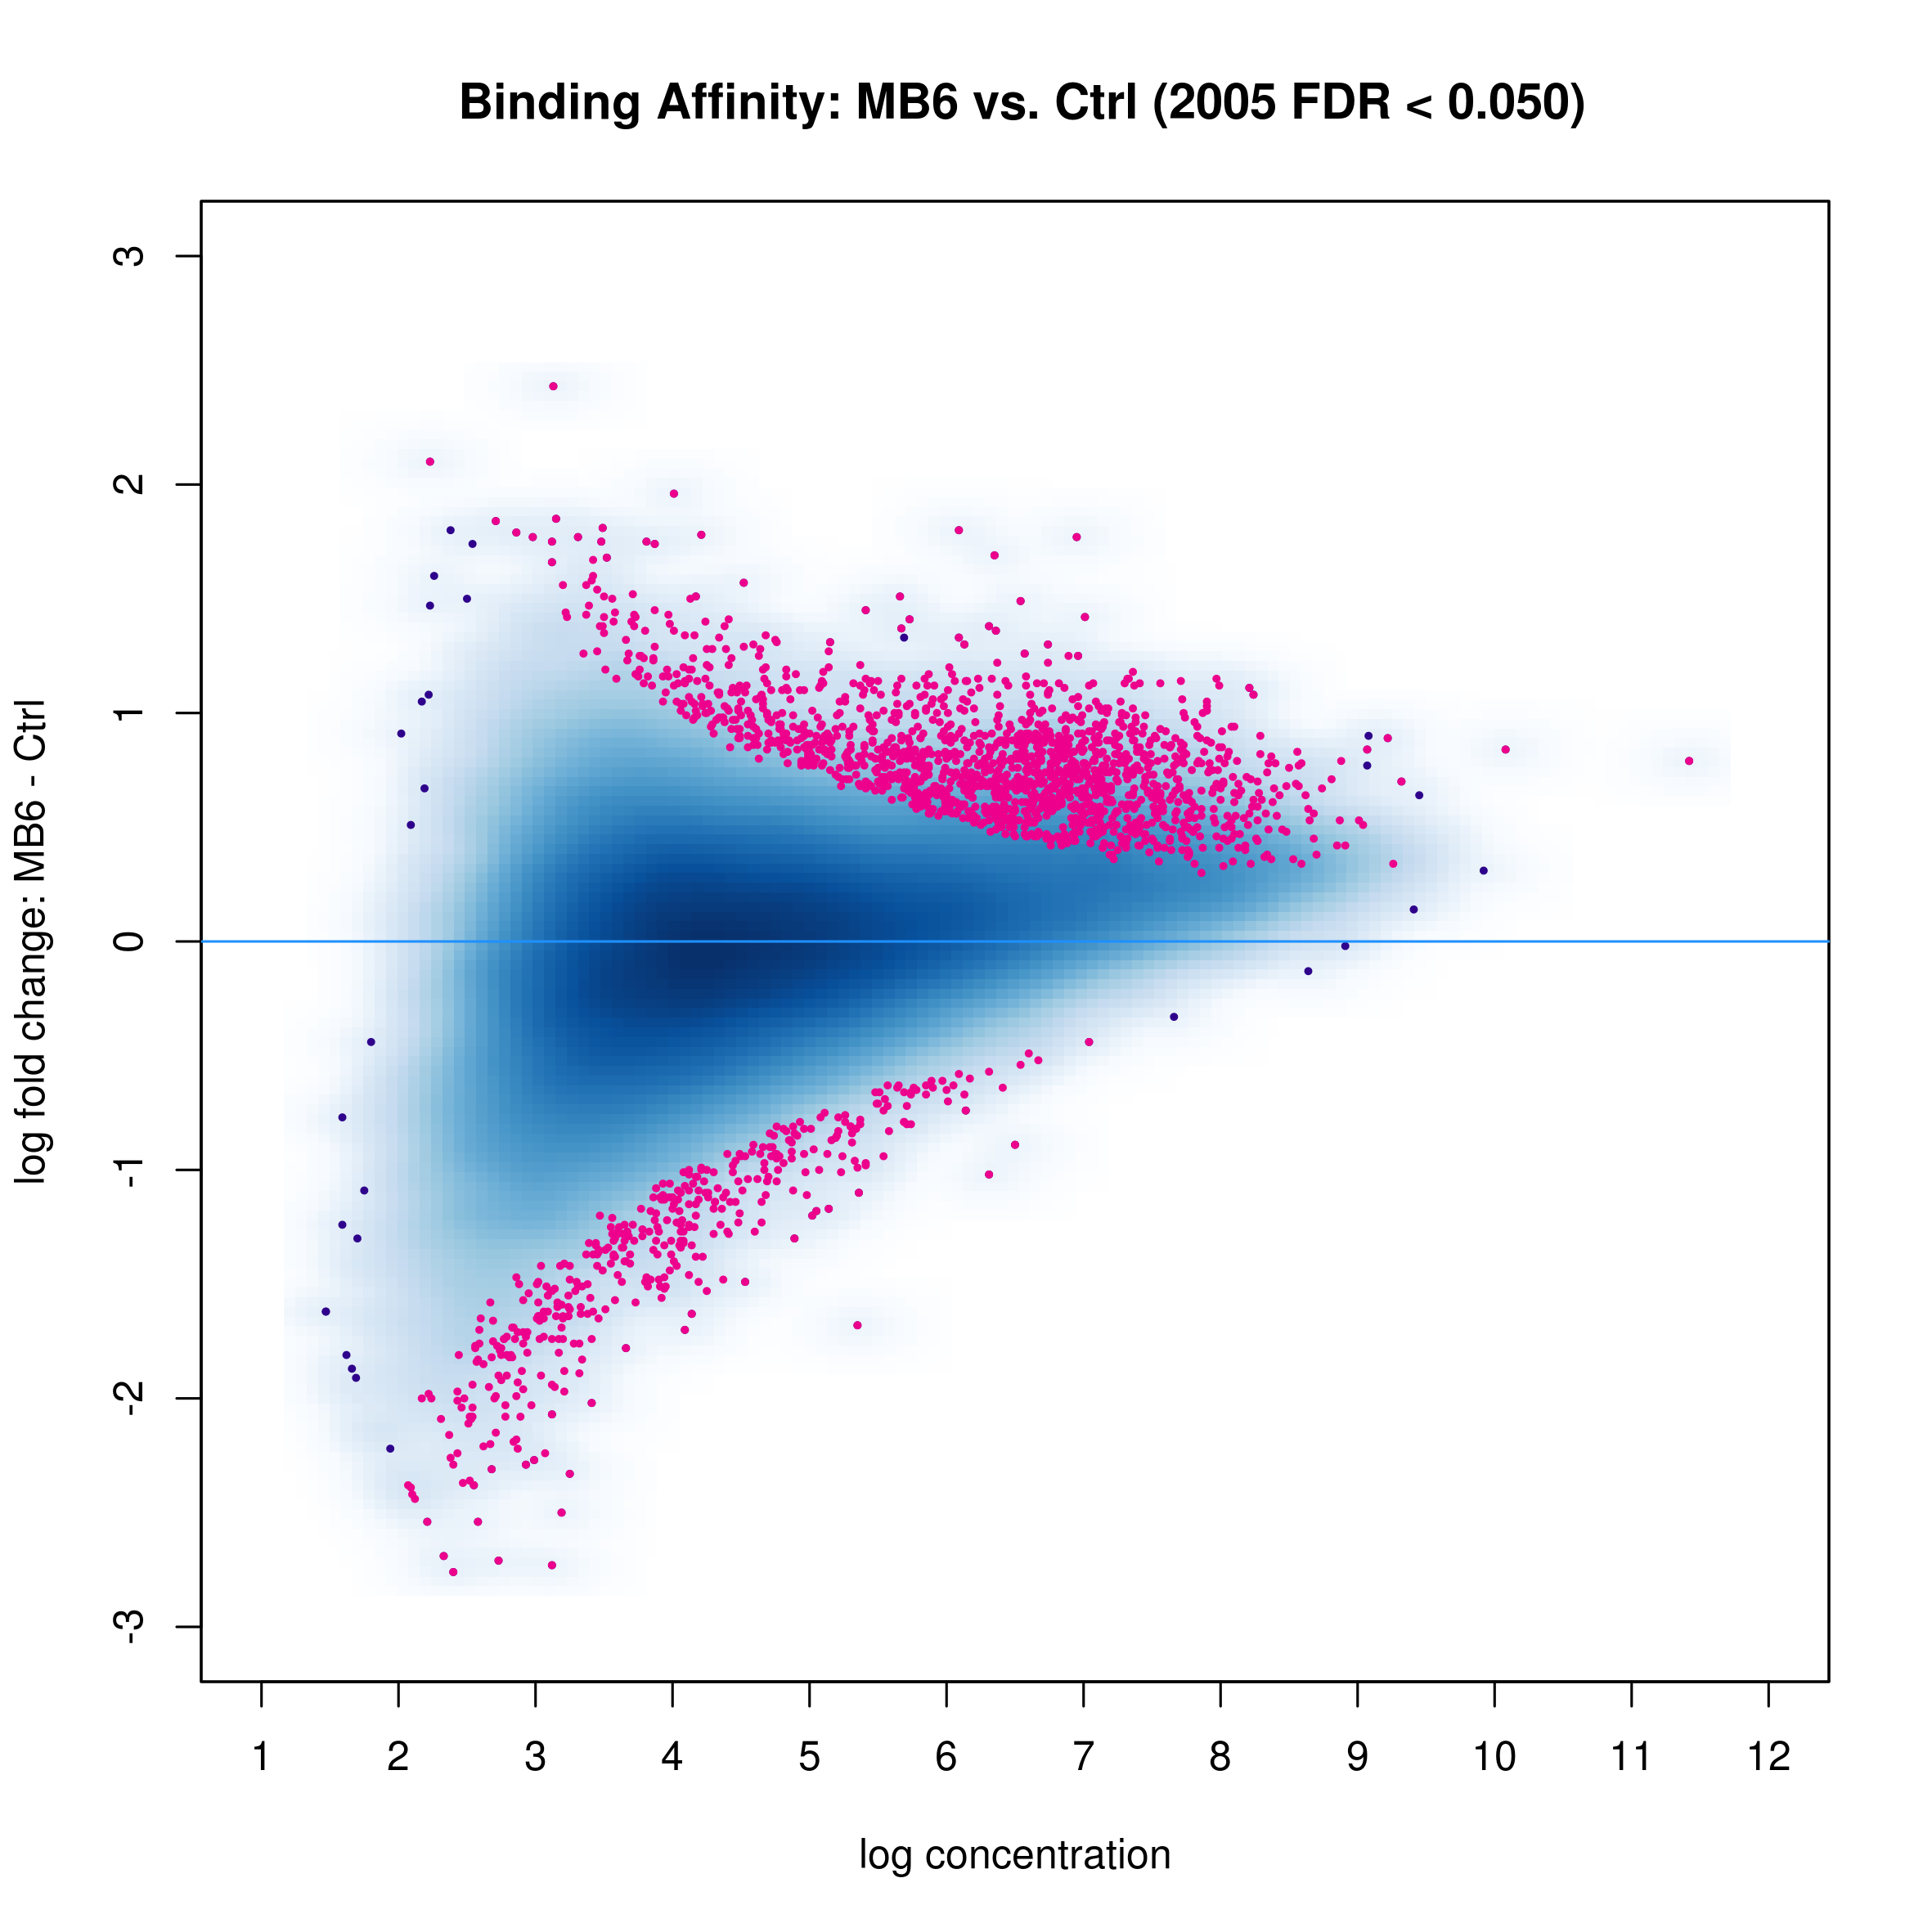 Binding Affinity: MB6 vs. Ctrl (2005 FDR < 0.050)
log fold change: MB6 - Ctrl
3
2
1
0
-1
-2
-3
1 2 3 4 5 6 7 8 9 10 11 12
log concentration